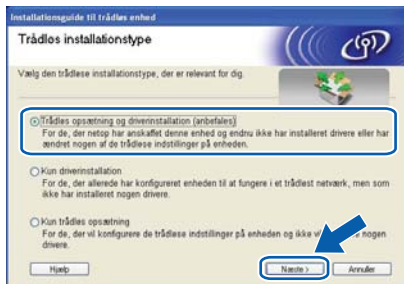 Installationsguide til trådløs enhed
Trådløs installationstype
Vælg den trådløse installationstype, der er relevant for dig.
Trådløs opsætning og driverinstallation (anbefales)
For de, der netop har anskaffet denne enhed og endnu ikke har installeret drivere eller har
ændret nogen af de trådløse indstillinger på enheden.
Kun driverinstallation
For de, der allerede har konfigureret enheden til at fungere i et trådløst netværk, men som
ikke har installeret nogen drivere.
Kun trådløs opsætning
For de, der vil konfigurere de trådløse indstillinger på enheden og ikke nogen
drivere.
Hjælp Næste > Annuller